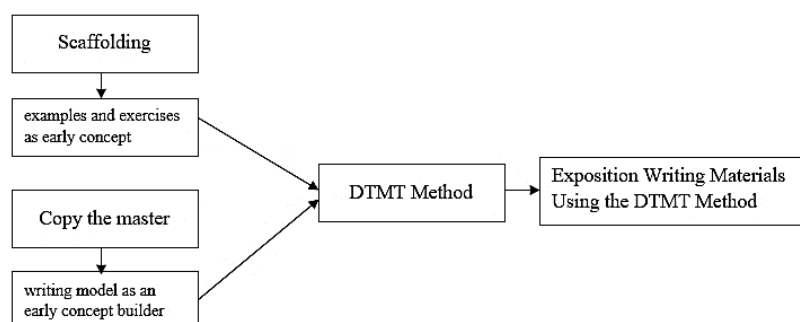 Scaffolding
examples and exercises
as early concept
Copy the master
writing model as an
early concept builder
DTMT Method
Exposition Writing Materials
Using the DTMT Method